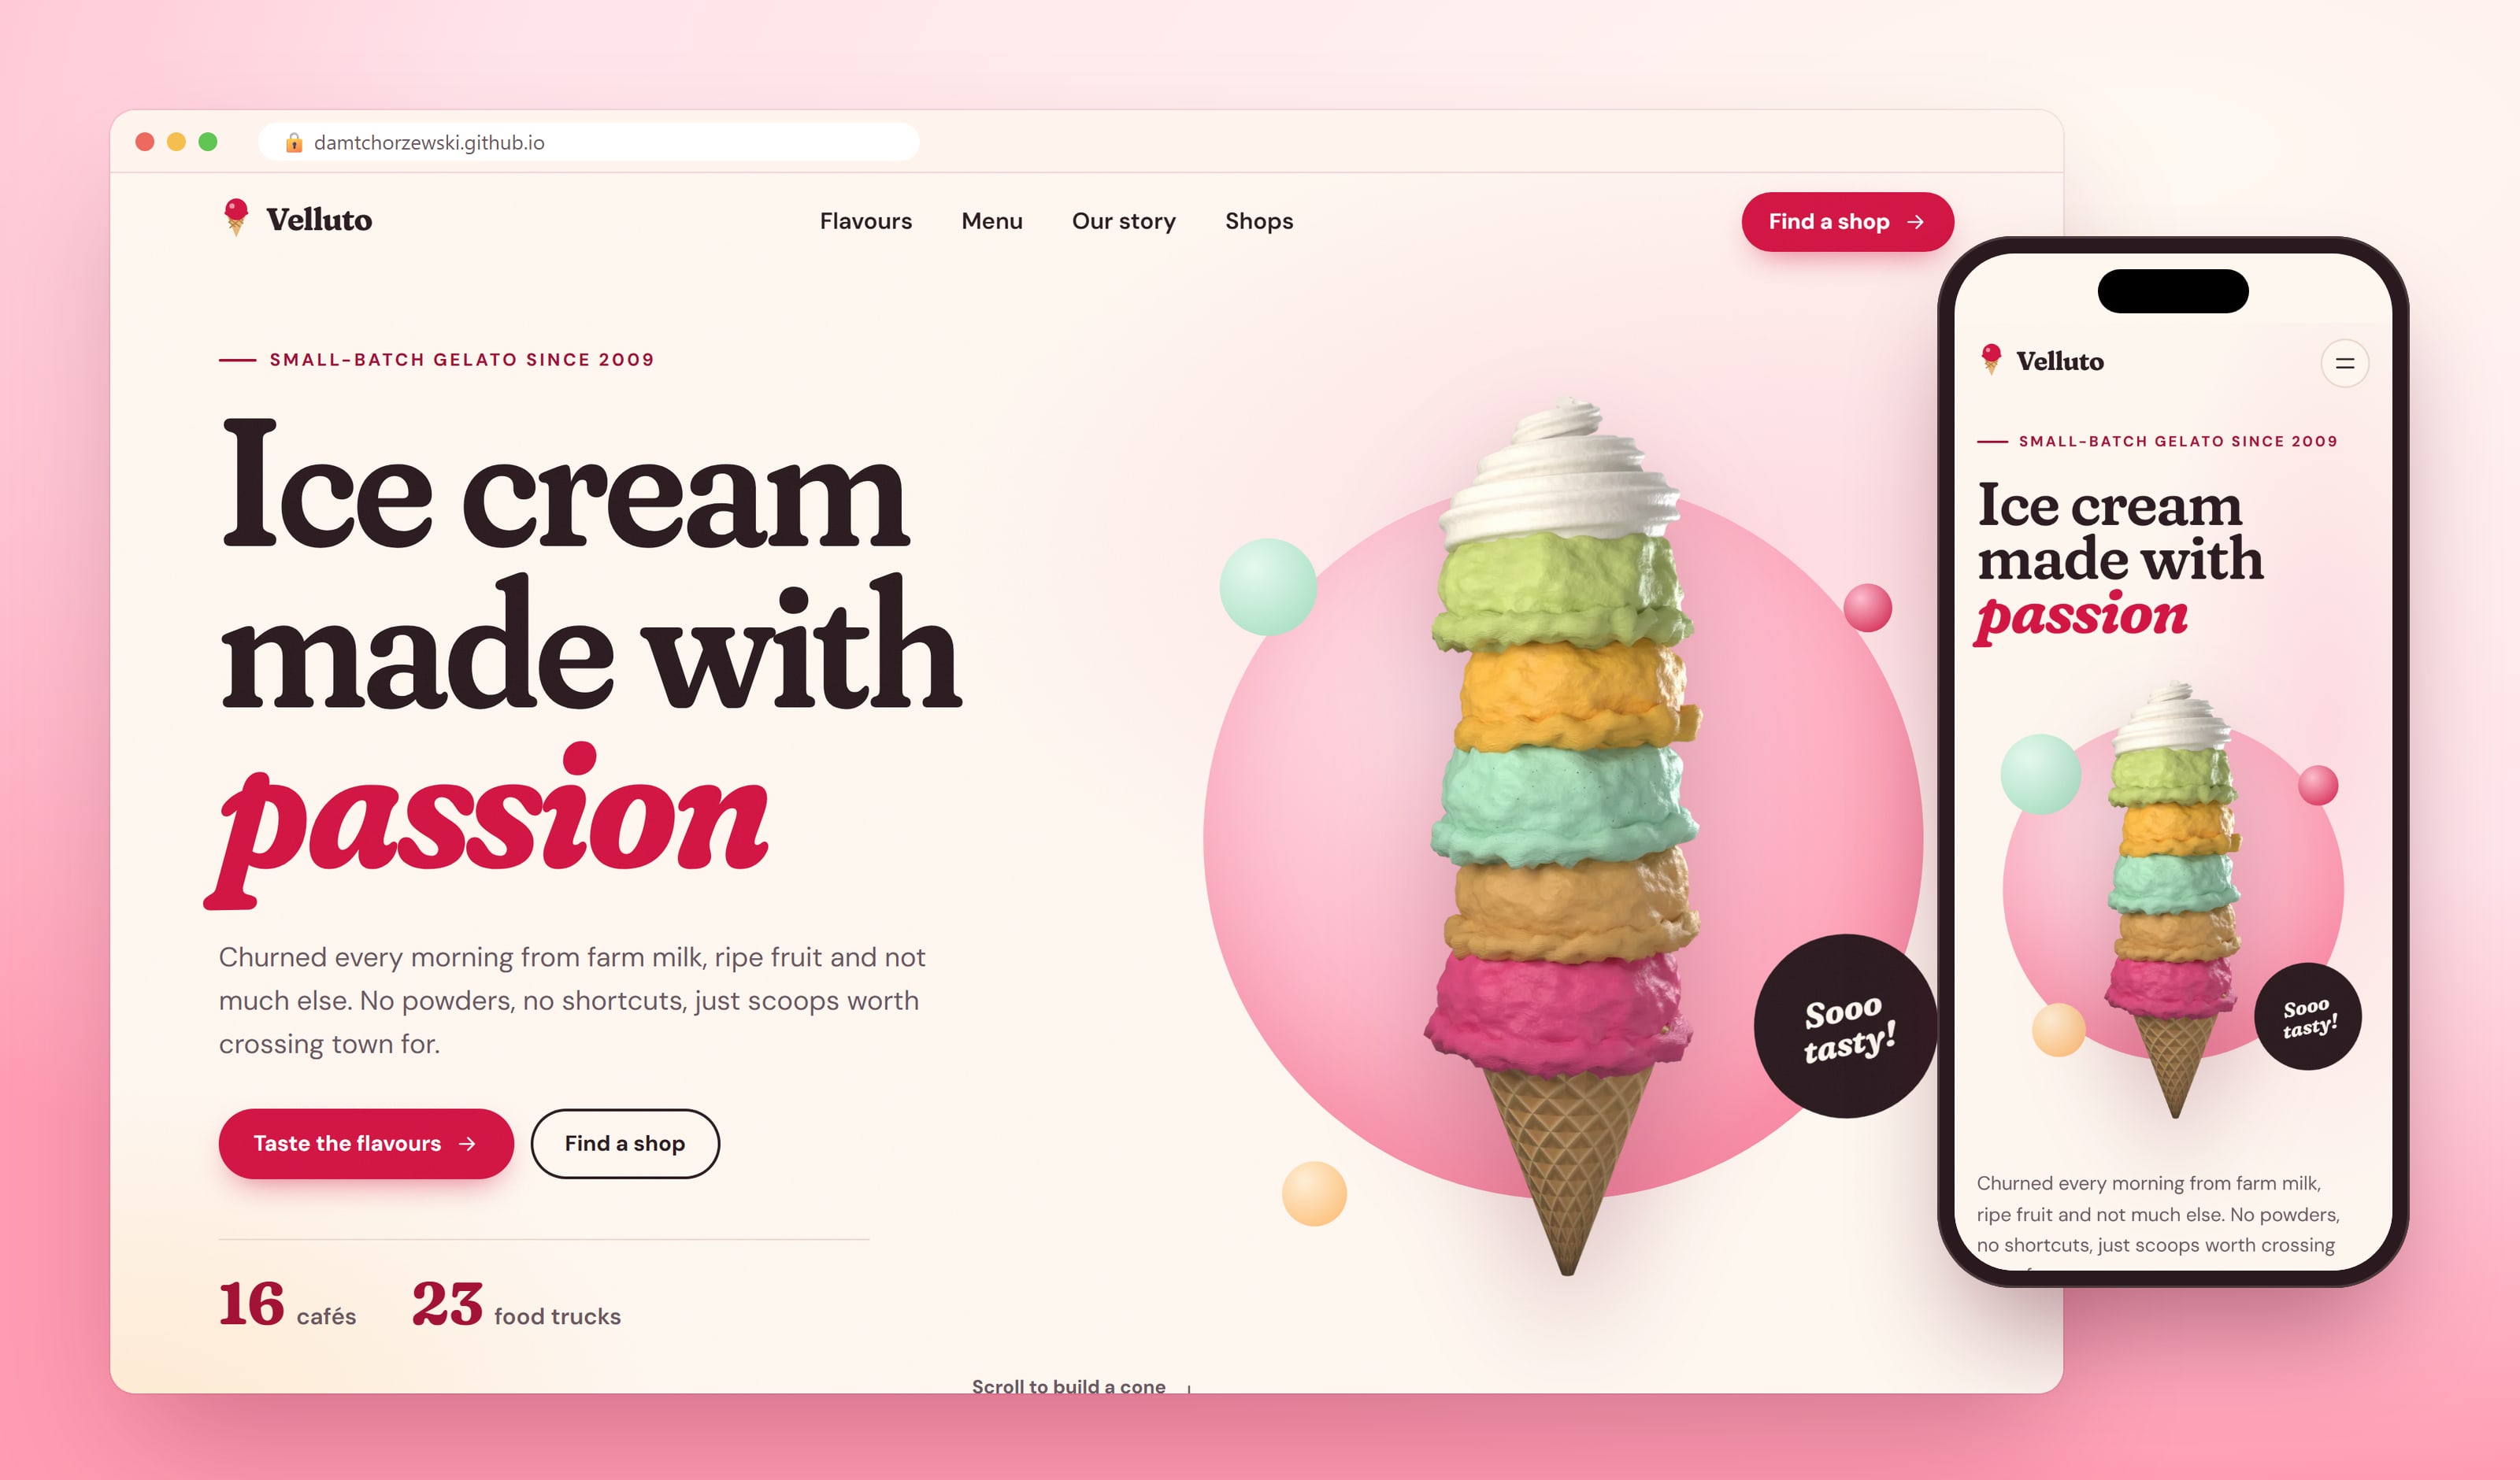 damtchorzewski.github.io
Velluto
Flavours
Menu
Our story
Shops
Find a shop →
SMALL-BATCH GELATO SINCE 2009
Ice cream
made with
passion
Churned every morning from farm milk, ripe fruit and not
much else. No powders, no shortcuts, just scoops worth
crossing town for.
Taste the flavours →
Find a shop
16 cafés
23 food trucks
Sooo
tasty!
Scroll to build a cone
Velluto
SMALL-BATCH GELATO SINCE 2009
Ice cream
made with
passion
Sooo
tasty!
Churned every morning from farm milk,
ripe fruit and not much else. No powders,
no shortcuts, just scoops worth crossing